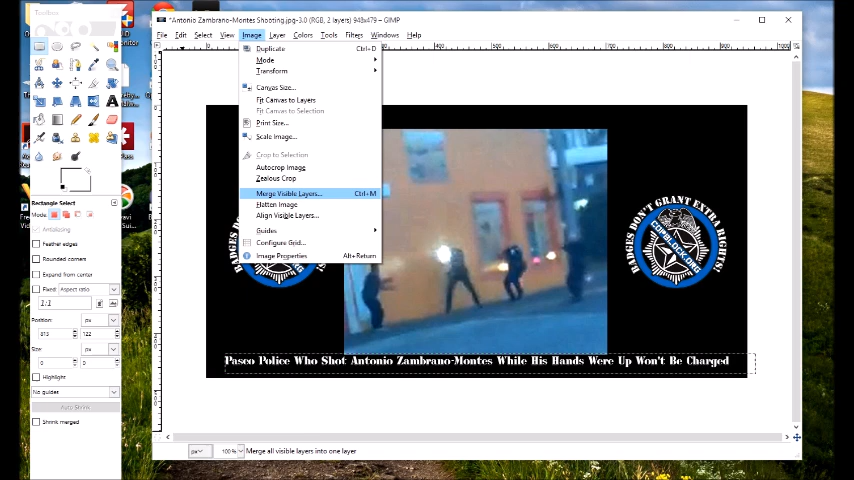 *Antonio Zambrano-Montes Shooting.jpg-3.0 (RGB, 2 layers) 948x479 – GIMP
File Edit Select View Image Layer Colors Tools Filters Windows Help
Duplicate Ctrl+D
Mode
Transform
Canvas Size...
Fit Canvas to Layers
Fit Canvas to Selection
Print Size...
Scale Image...
Crop to Selection
Autocrop Image
Zealous Crop
Merge Visible Layers... Ctrl+M
Flatten Image
Align Visible Layers...
Guides
Configure Grid...
Image Properties Alt+Return
Rectangle Select
Mode:
Antialiasing
Feather edges
Rounded corners
Expand from center
Fixed: Aspect ratio
1:1
Position: px
815 122
Size: px
0 0
Highlight
No guides
Auto Shrink
Shrink merged
BADGES DON'T GRANT EXTRA RIGHTS!
COPBLOCK.ORG
Pasco Police Who Shot Antonio Zambrano-Montes While His Hands Were Up Won't Be Charged
px 100 % Merge all visible layers into one layer